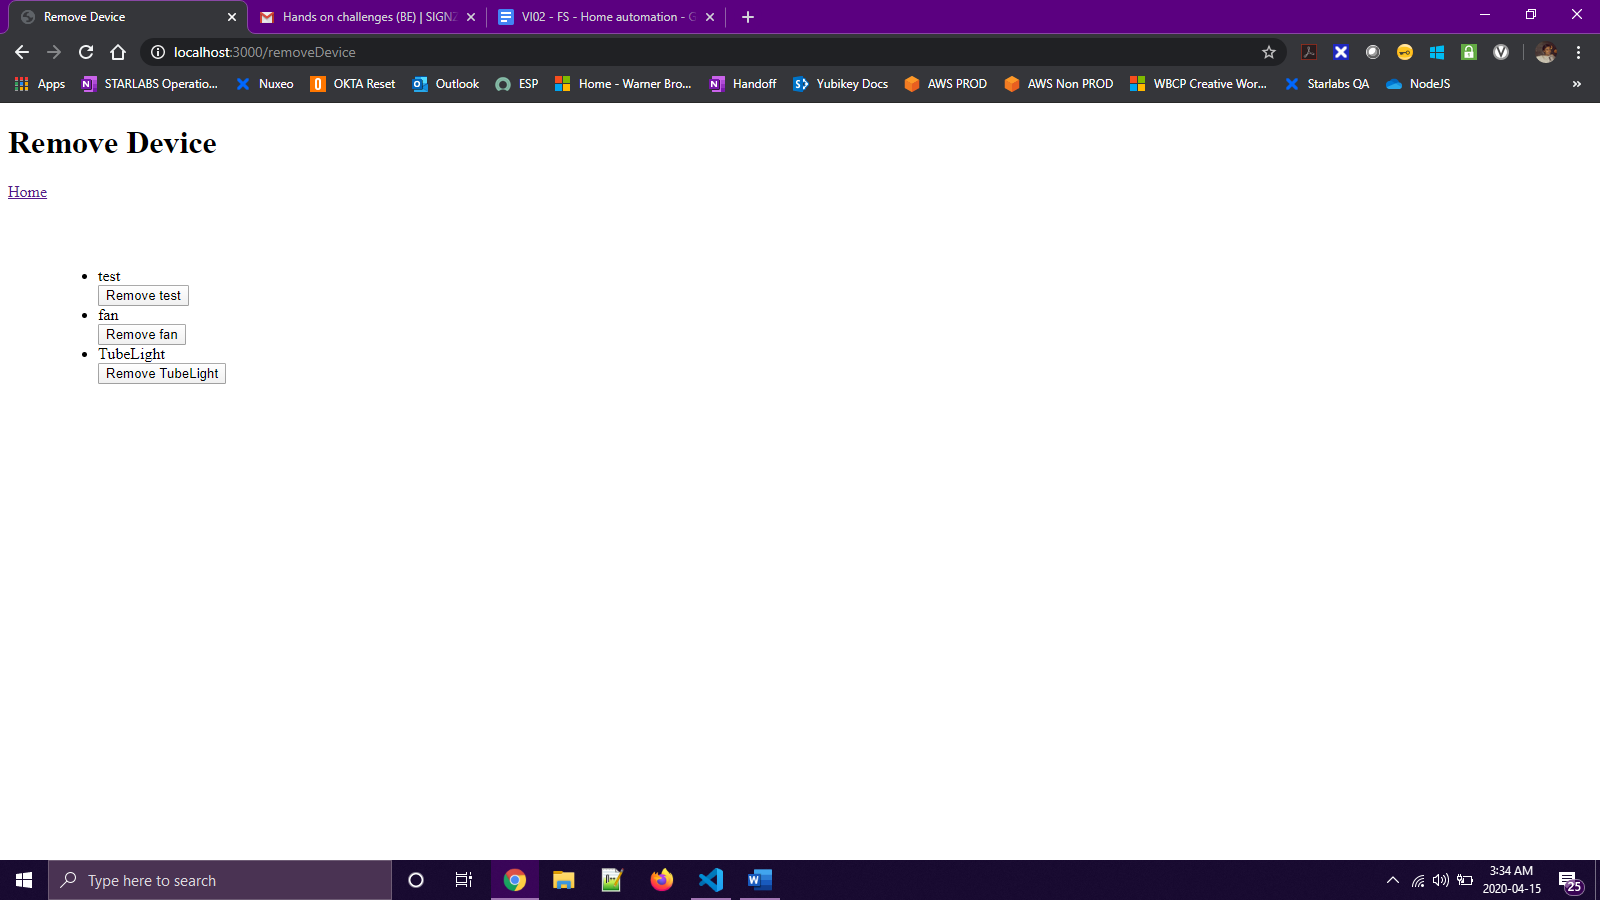 Remove Device
Hands on challenges (BE) | SIGNZ
VI02 - FS - Home automation - G
localhost:3000/removeDevice
Apps
STARLABS Operatio...
Nuxeo
OKTA Reset
Outlook
ESP
Home - Warner Bro...
Handoff
Yubikey Docs
AWS PROD
AWS Non PROD
WBCP Creative Wor...
Starlabs QA
NodeJS
»
Remove Device
Home
test
Remove test
fan
Remove fan
TubeLight
Remove TubeLight
Type here to search
3:34 AM
2020-04-15
25